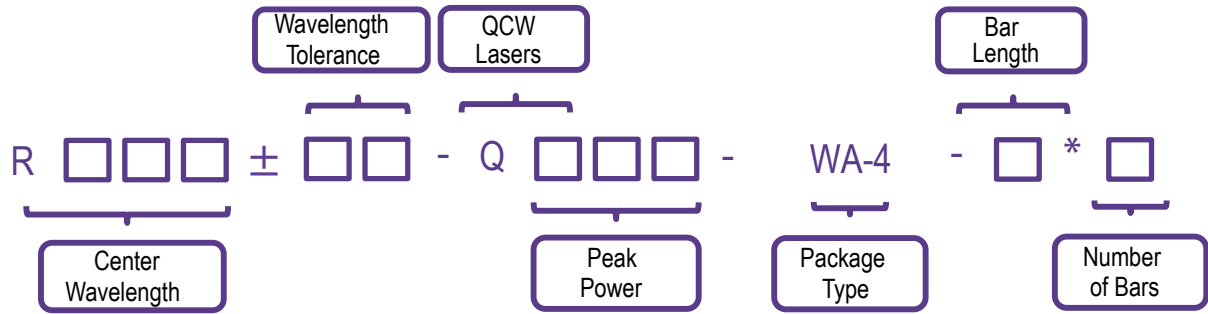 Wavelength
Tolerance
QCW
Lasers
Bar
Length
R □□□ ± □□ - Q □□□ - WA-4 - □ * □
Center
Wavelength
Peak
Power
Package
Type
Number
of Bars